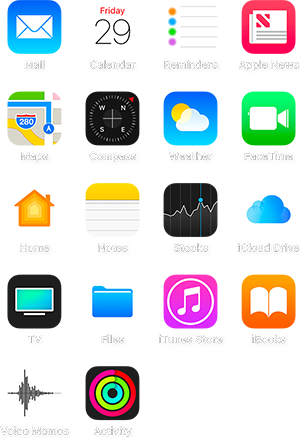 Friday
29
Mail
Calendar
Reminders
Apple News
280
N
W
E
S
Maps
Compass
Weather
FaceTime
Home
Notes
Stocks
iCloud Drive
TV
Files
iTunes Store
iBooks
Voice Memos
Activity